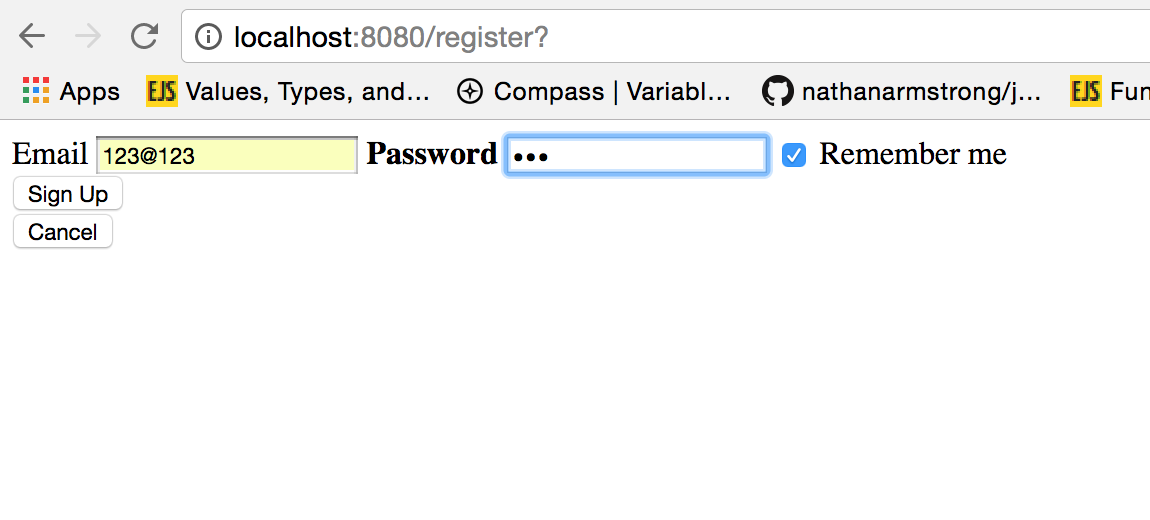 localhost:8080/register?
Apps EJS Values, Types, and... Compass | Variabl... nathanarmstrong/j... EJS Fun
Email 123@123 Password ••• Remember me
Sign Up
Cancel